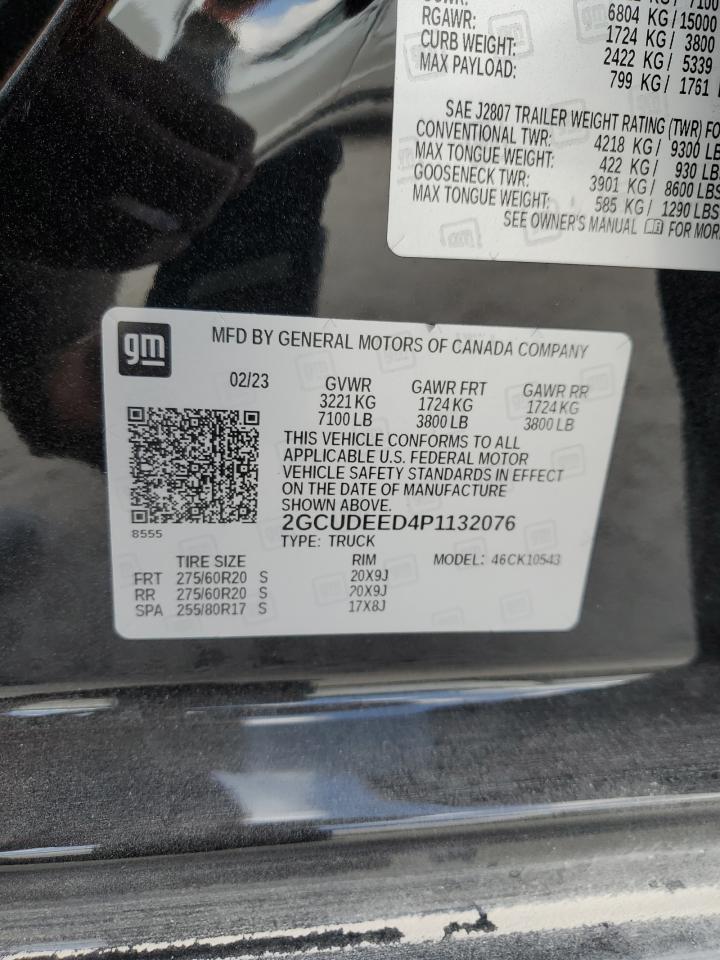 6804 KG/ 15000
RGAWR: 1724 KG/ 3800
CURB WEIGHT: 2422 KG/ 5339
MAX PAYLOAD: 799 KG/ 1761
SAE J2807 TRAILER WEIGHT RATING (TWR) FO
CONVENTIONAL TWR: 4218 KG/ 9300 LB
MAX TONGUE WEIGHT: 422 KG/ 930 LB
GOOSENECK TWR: 3901 KG/ 8600 LBS
MAX TONGUE WEIGHT: 585 KG/ 1290 LBS
SEE OWNER'S MANUAL FOR MOR
gm
MFD BY GENERAL MOTORS OF CANADA COMPANY
02/23 GVWR GAWR FRT GAWR RR
3221 KG 1724 KG 1724 KG
7100 LB 3800 LB 3800 LB
THIS VEHICLE CONFORMS TO ALL
APPLICABLE U.S. FEDERAL MOTOR
VEHICLE SAFETY STANDARDS IN EFFECT
ON THE DATE OF MANUFACTURE
SHOWN ABOVE.
2GCUDEED4P1132076
8555
TYPE: TRUCK
TIRE SIZE RIM MODEL: 46CK10543
FRT 275/60R20 S 20X9J
RR 275/60R20 S 20X9J
SPA 255/80R17 S 17X8J